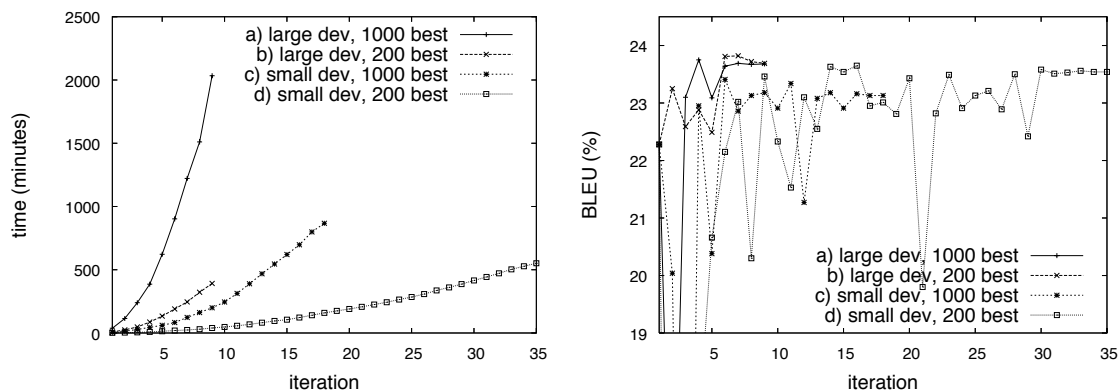 2500
2000
1500
1000
500
0
5
10
15
20
25
30
35
time (minutes)
iteration
a) large dev, 1000 best
b) large dev, 200 best
c) small dev, 1000 best
d) small dev, 200 best
24
23
22
21
20
19
5
10
15
20
25
30
35
BLEU (%)
iteration
a) large dev, 1000 best
b) large dev, 200 best
c) small dev, 1000 best
d) small dev, 200 best